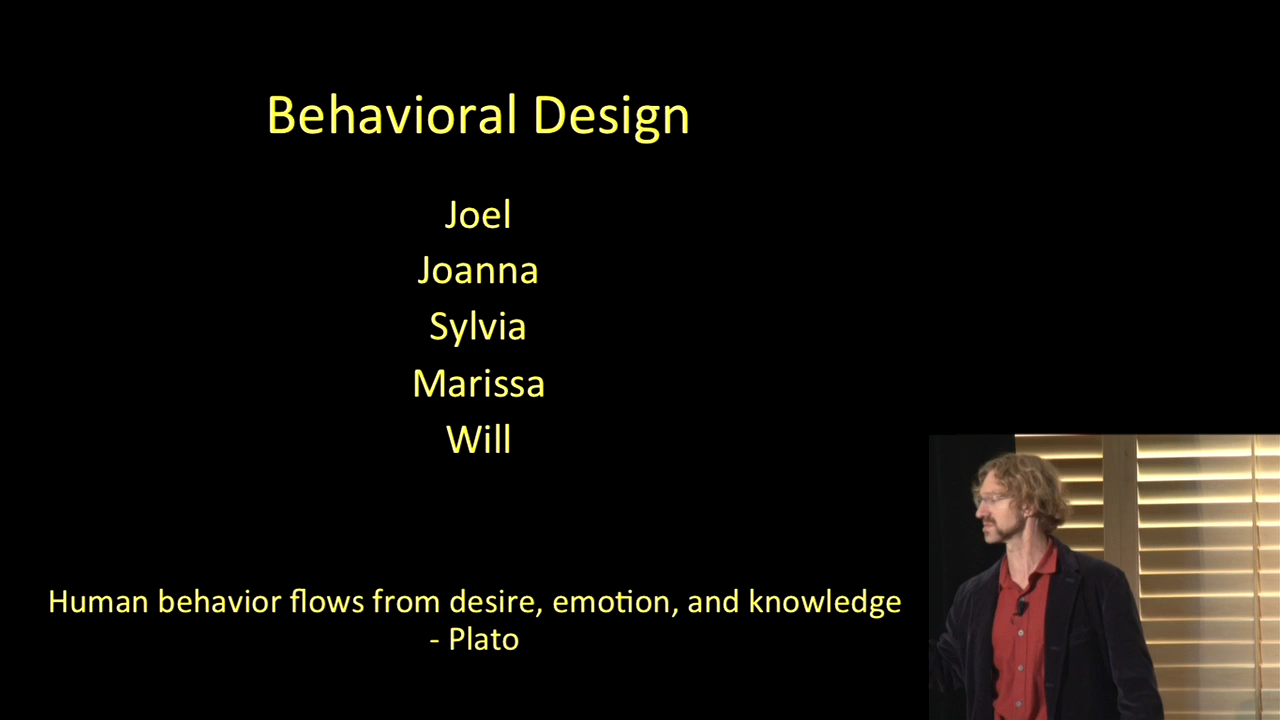 Behavioral Design
Joel
Joanna
Sylvia
Marissa
Will
Human behavior flows from desire, emotion, and knowledge
- Plato